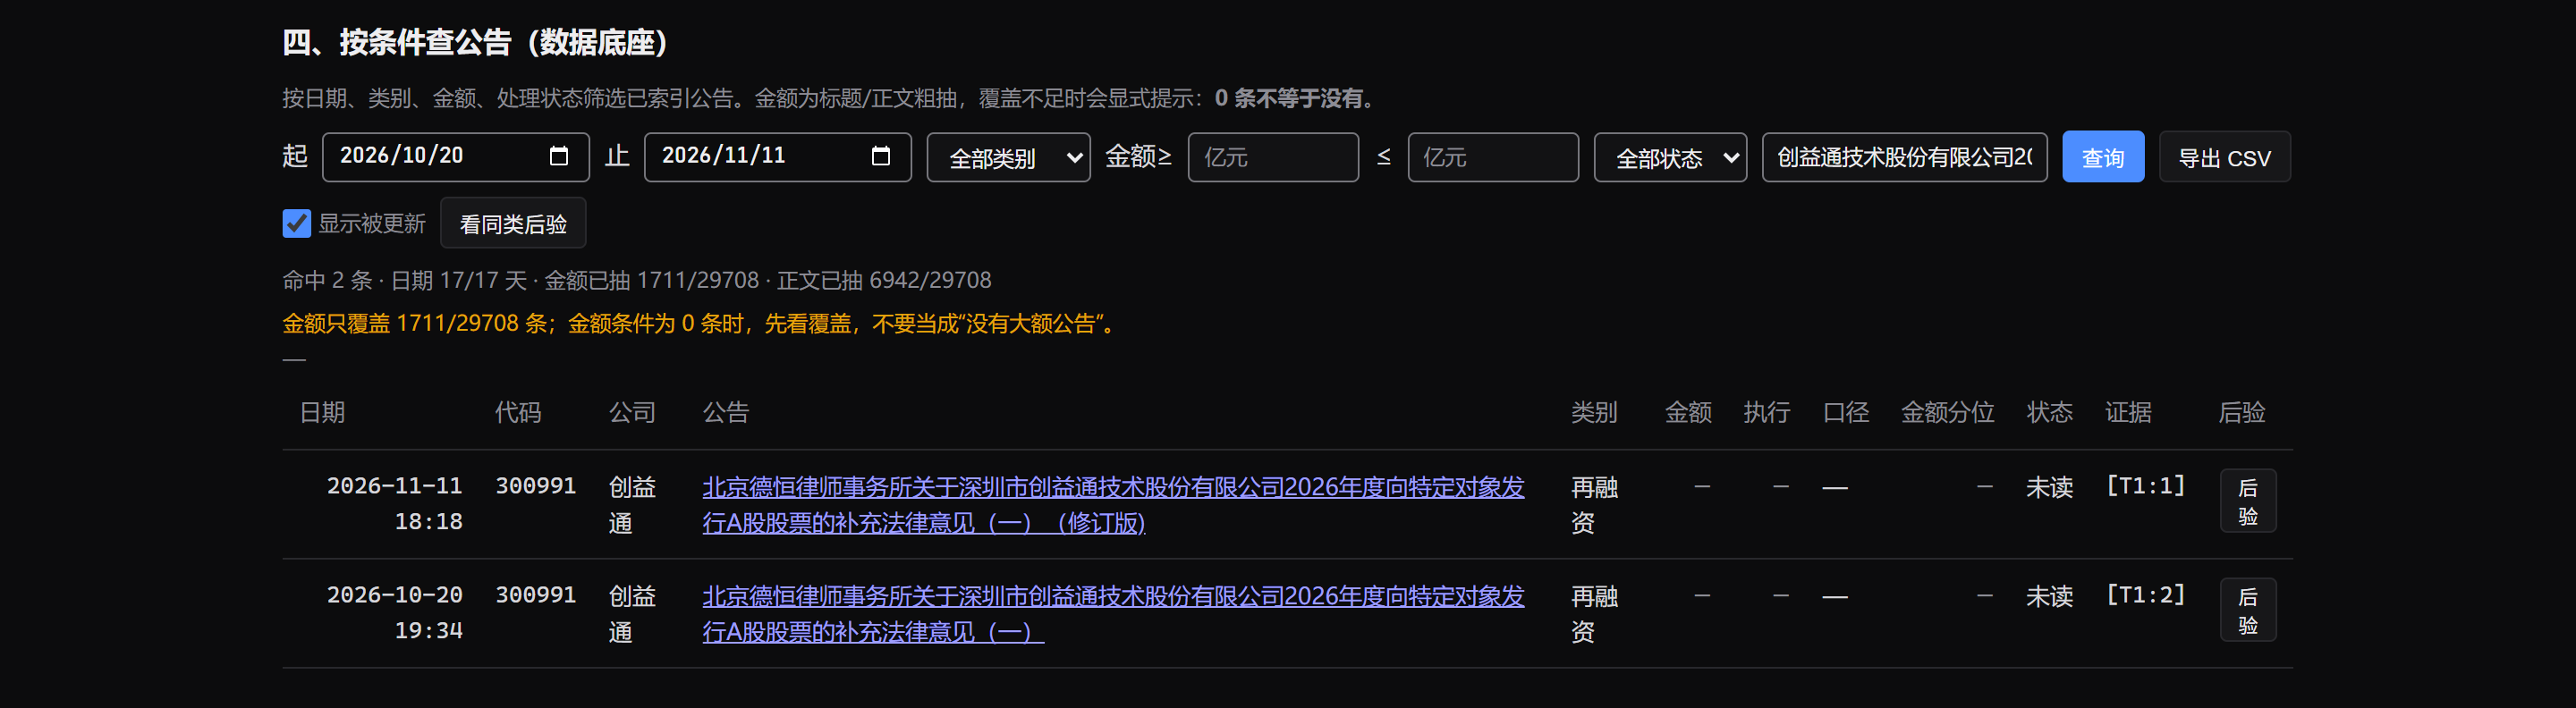 四、按条件查公告（数据底座）
按日期、类别、金额、处理状态筛选已索引公告。金额为标题/正文粗抽，覆盖不足时会显式提示：0 条不等于没有。
起 2026/10/20 止 2026/11/11 全部类别 金额≥ 亿元 ≤ 亿元 全部状态 创益通技术股份有限公司20 查询 导出 CSV
显示被更新 看同类后验
命中 2 条 · 日期 17/17 天 · 金额已抽 1711/29708 · 正文已抽 6942/29708
金额只覆盖 1711/29708 条；金额条件为 0 条时，先看覆盖，不要当成“没有大额公告”。
—
日期 代码 公司 公告 类别 金额 执行 口径 金额分位 状态 证据 后验
2026-11-11 300991 创益 北京德恒律师事务所关于深圳市创益通技术股份有限公司2026年度向特定对象发 再融 — — — — 未读 [T1:1] 后
18:18 通 行A股股票的补充法律意见（一）（修订版) 资 验
2026-10-20 300991 创益 北京德恒律师事务所关于深圳市创益通技术股份有限公司2026年度向特定对象发 再融 — — — — 未读 [T1:2] 后
19:34 通 行A股股票的补充法律意见（一） 资 验